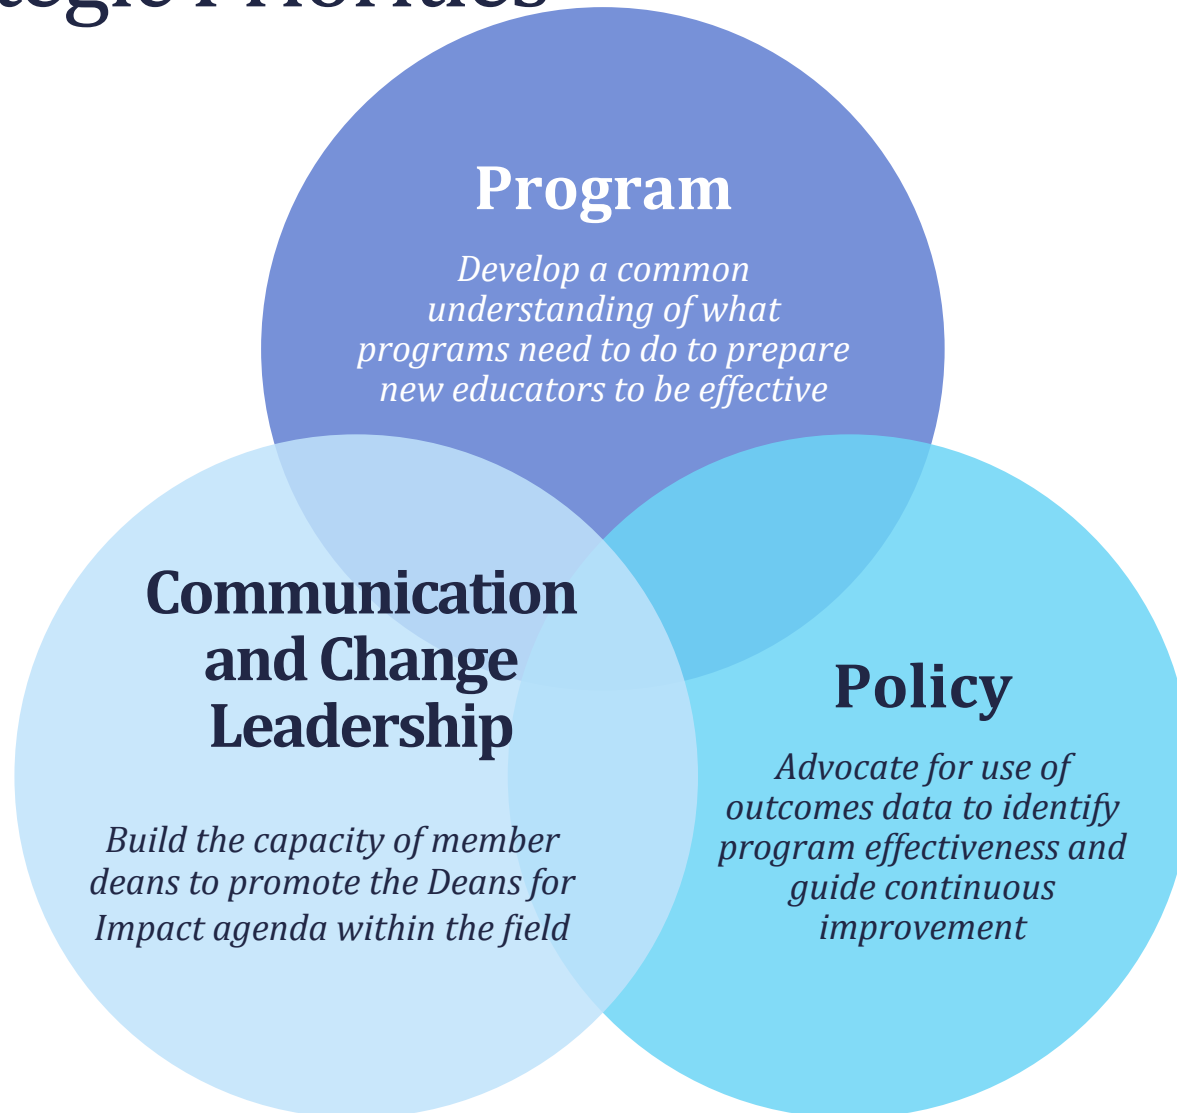 Priorities
Program
Develop a common
understanding of what
programs need to do to prepare
new educators to be effective
Communication
and Change
Leadership
Build the capacity of member
deans to promote the Deans for
Impact agenda within the field
Policy
Advocate for use of
outcomes data to identify
program effectiveness and
guide continuous
improvement